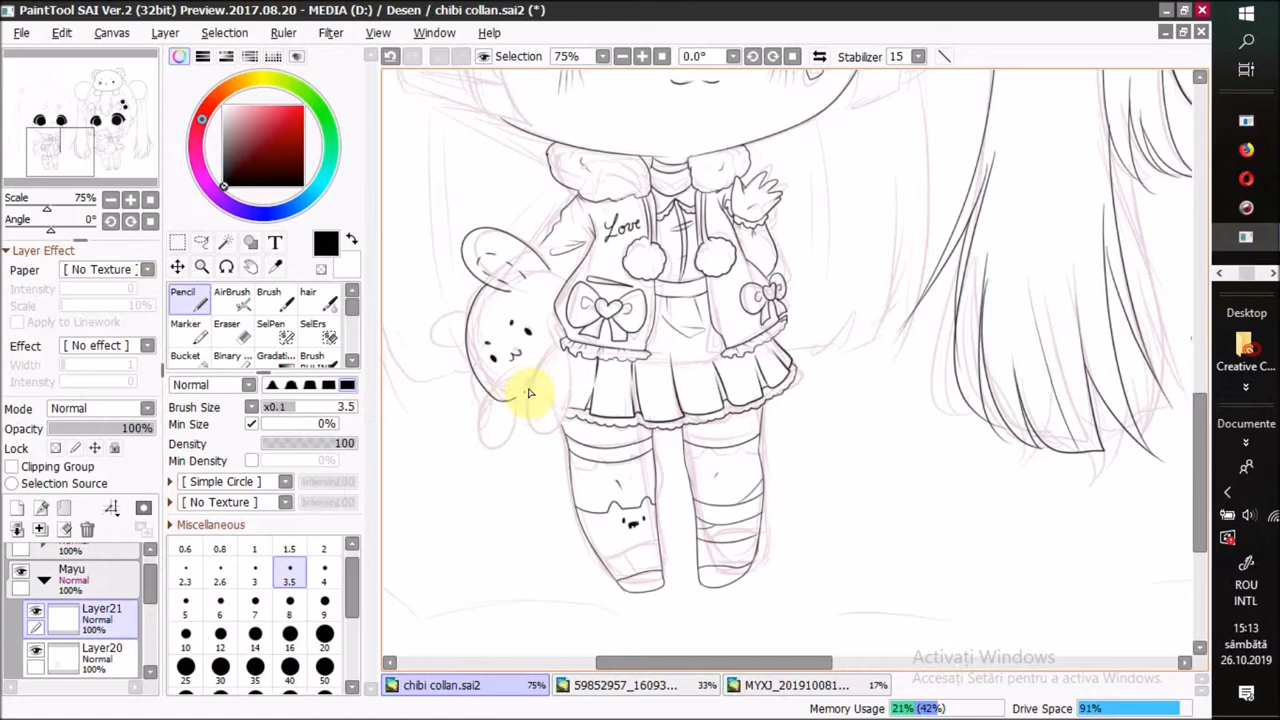 PaintTool SAI Ver.2 (32bit) Preview.2017.08.20 - MEDIA (D:) / Desen / chibi collan.sai2 (*)
File Edit Canvas Layer Selection Ruler Filter View Window Help
Selection 75% 0.0° Stabilizer 15
Scale 75%
Angle 0°
Layer Effect
Paper [ No Texture ]
Intensity 0
Scale 10%
Apply to Linework
Effect [ No effect ]
Width 1
Intensity 0
Mode Normal
Opacity 100%
Lock
Clipping Group
Selection Source
100%
Mayu
Normal
100%
Layer21
Normal
100%
Layer20
Normal
100%
T
Pencil AirBrush Brush hair
Marker Eraser SelPen SelErs
Bucket Binary ... Gradati... Brush
Normal
Brush Size x0.1 3.5
Min Size 0%
Density 100
Min Density
[ Simple Circle ]
[ No Texture ]
Miscellaneous
0.6 0.8 1 1.5 2
2.3 2.6 3 3.5 4
5 6 7 8 9
10 12 14 16 20
25 30 35 40 50
Love
Activați Windows
Accesați Setări pentru a activa Windows.
chibi collan.sai2 75% 59852957_16093... 33% MYXJ_201910081... 17%
Memory Usage 21% (42%) Drive Space 91%
Desktop
Creative C...
Documente
ROU
INTL
15:13
sâmbătă
26.10.2019